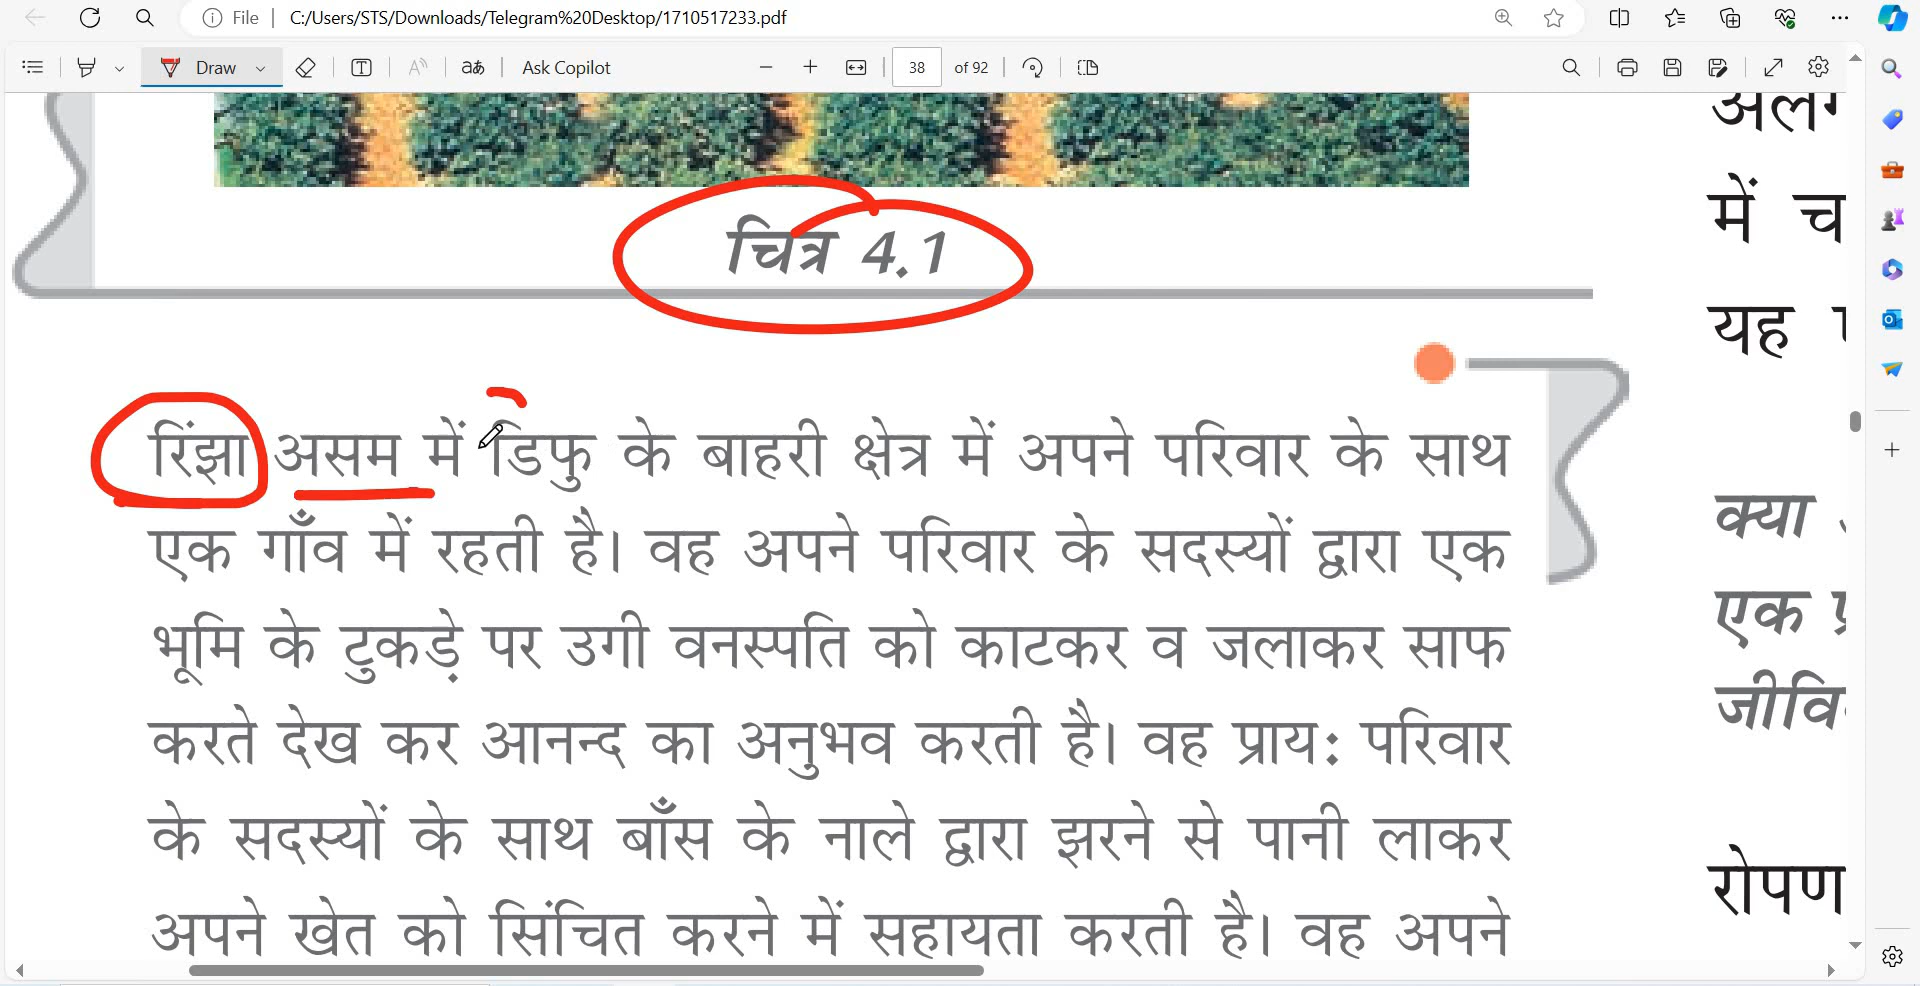 File C:/Users/STS/Downloads/Telegram%20Desktop/1710517233.pdf
Draw Ask Copilot 38 of 92
चित्र 4.1
रिंझा असम में डिफु के बाहरी क्षेत्र में अपने परिवार के साथ
एक गाँव में रहती है। वह अपने परिवार के सदस्यों द्वारा एक
भूमि के टुकड़े पर उगी वनस्पति को काटकर व जलाकर साफ
करते देख कर आनन्द का अनुभव करती है। वह प्राय: परिवार
के सदस्यों के साथ बाँस के नाले द्वारा झरने से पानी लाकर
अपने खेत को सिंचित करने में सहायता करती है। वह अपने
में
यह
क्या
एक
रोपण